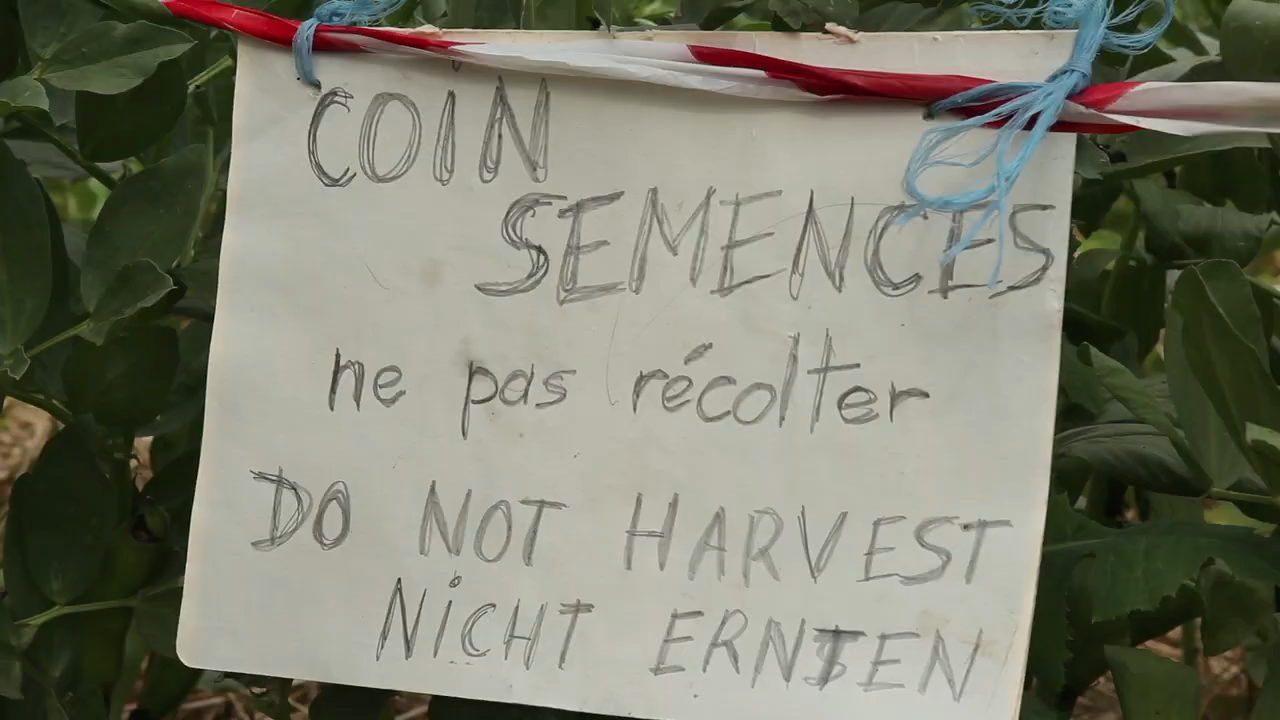 COIN
SEMENCES
ne pas récolter
DO NOT HARVEST
NiCHT ERNTEN